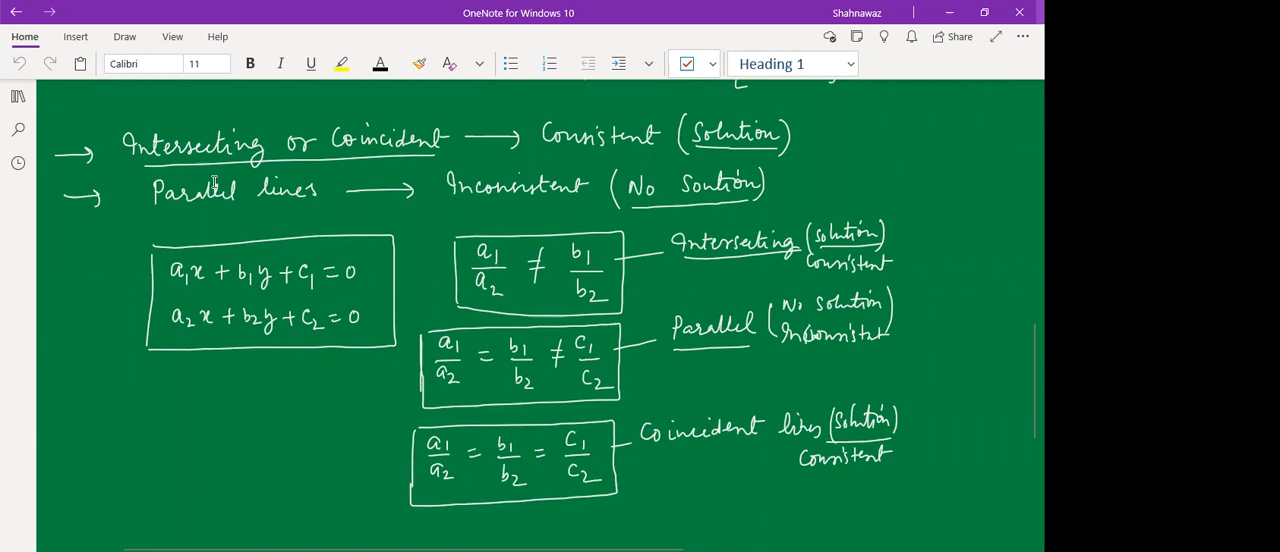 OneNote for Windows 10
Shahnawaz
Home Insert Draw View Help
Share
Calibri 11 B I U A Heading 1
→ Intersecting or Coincident → Consistent (Solution)
→ Parallel lines → Inconsistent (No Soution)
a₁x + b₁y + c₁ = 0
a₂x + b₂y + c₂ = 0
a₁/a₂ ≠ b₁/b₂ — Intersecting (Solution)
Consistent
a₁/a₂ = b₁/b₂ ≠ c₁/c₂ — Parallel (No Solution
a₁/a₂ = b₁/b₂ = c₁/c₂ — Coincident lines (Solution)
Consistent